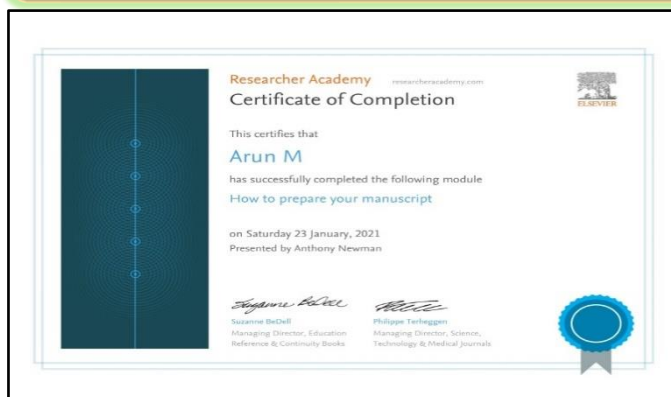 Researcher Academy researcheracademy.com
Certificate of Completion
ELSEVIER
This certifies that
Arun M
has successfully completed the following module
How to prepare your manuscript
on Saturday 23 January, 2021
Presented by Anthony Newman
Suzanne BeDell
Suzanne BeDell
Managing Director, Education
Reference & Continuity Books
Philippe Terheggen
Managing Director, Science,
Technology & Medical Journals